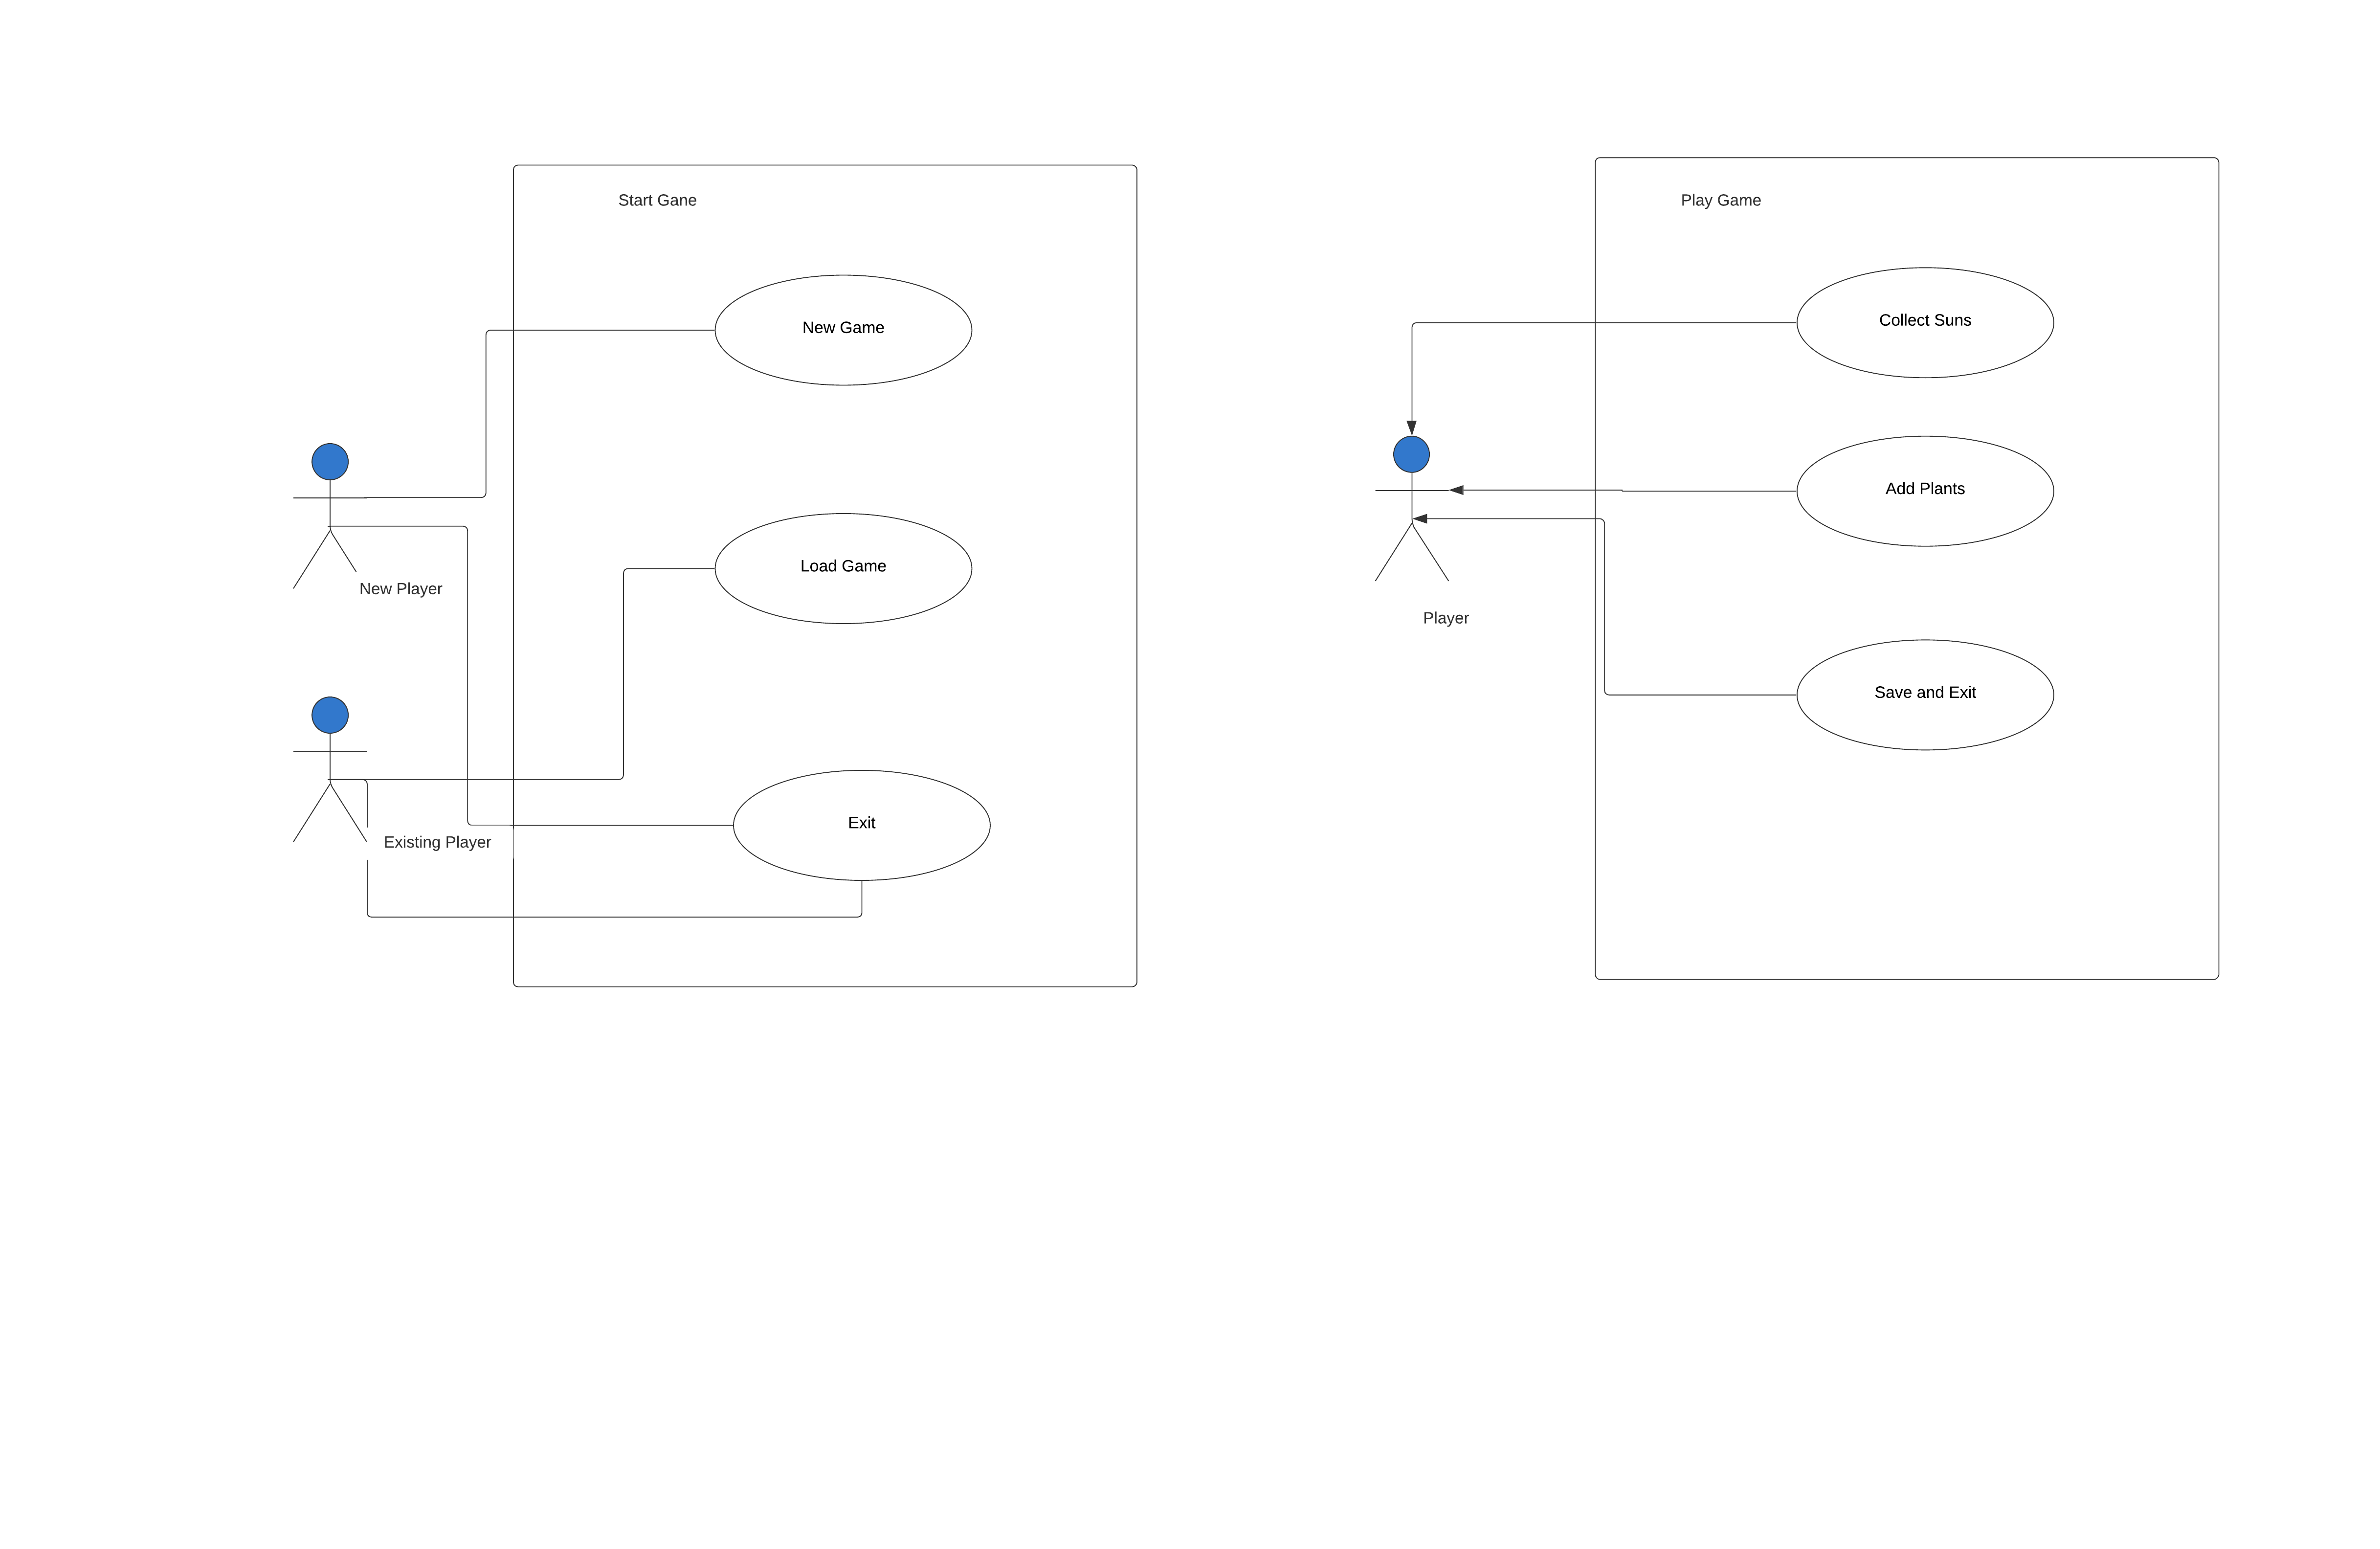 Start Gane
New Game
New Player
Load Game
Existing Player
Exit
Play Game
Collect Suns
Add Plants
Player
Save and Exit